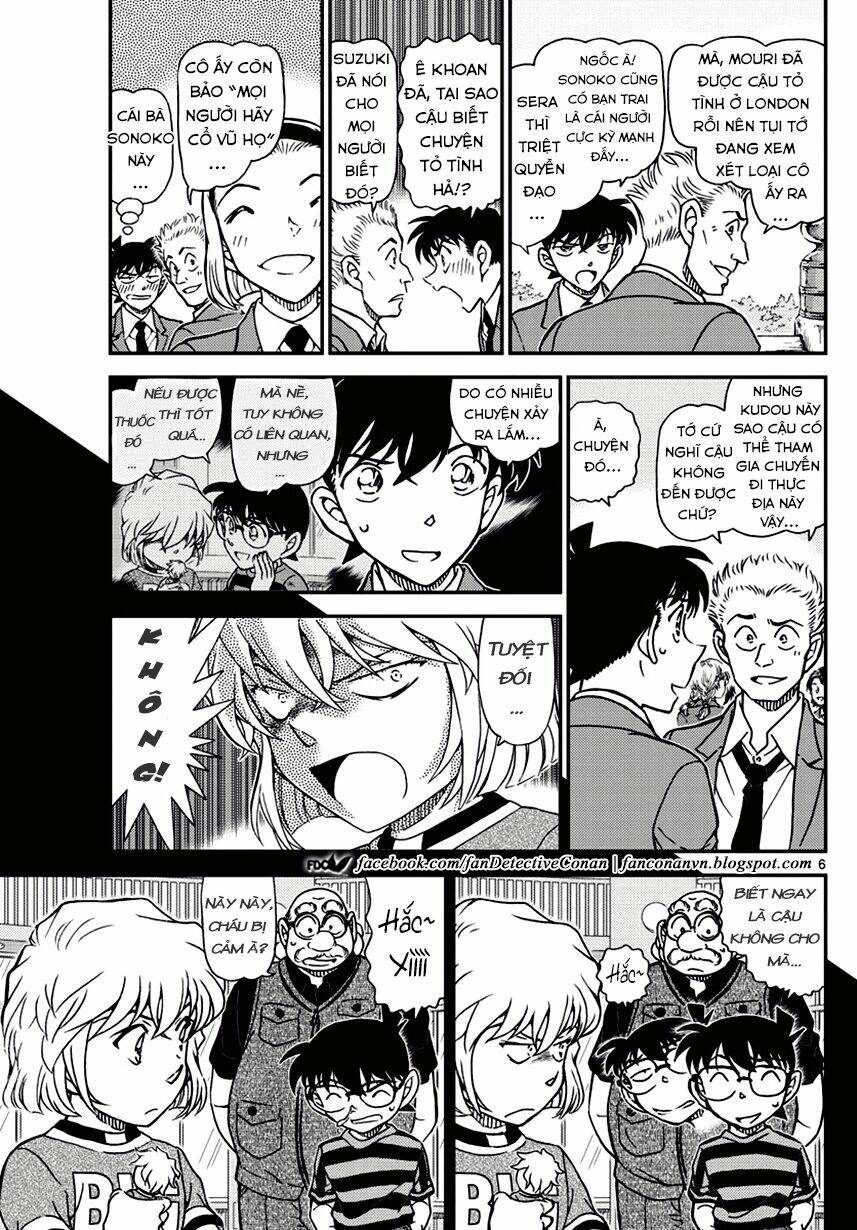 MÀ, MOURI ĐÃ
ĐƯỢC CẬU TỎ
TÌNH Ở LONDON
RỒI NÊN TỤI TỚ
ĐANG XEM
XÉT LOẠI CÔ
ẤY RA
NGỐC À!
SONOKO CŨNG
CÓ BẠN TRAI
LÀ CÁI NGƯỜI
CỰC KỲ MẠNH
ĐẤY...
SERA
THÌ
TRIỆT
QUYỀN
ĐẠO
...
Ê KHOAN
ĐÃ, TẠI SAO
CẬU BIẾT
CHUYỆN
TỎ TÌNH
HẢ!?
SUZUKI
ĐÃ NÓI
CHO
MỌI
NGƯỜI
BIẾT
ĐÓ?
CÔ ẤY CÒN
BẢO "MỌI
NGƯỜI HÃY
CỔ VŨ HỌ"
...
CÁI BÀ
SONOKO
NÀY
...
NHƯNG
KUDOU NÀY
SAO CẬU CÓ
THỂ THAM
GIA CHUYẾN
ĐI THỰC
ĐỊA NÀY
VẬY...
TỚ CỨ
NGHĨ CẬU
KHÔNG
ĐẾN ĐƯỢC
CHỨ?
À,
CHUYỆN
ĐÓ...
DO CÓ NHIỀU
CHUYỆN XẢY
RA LẮM...
MÀ NÈ,
TUY KHÔNG
CÓ LIÊN QUAN,
NHƯNG
...
NẾU ĐƯỢC
THÌ TỐT
QUÁ...
THUỐC
ĐÓ
...
TUYỆT
ĐỐI
...
KHÔNG!
FDC facebook.com/fanDetectiveConan | fanconanvn.blogspot.com 6
BIẾT NGAY
LÀ CẬU
KHÔNG CHO
MÀ...
HẮC~
HẮC~
XIIIII
NÀY NÀY,
CHÁU BỊ
CẢM À?
B
B